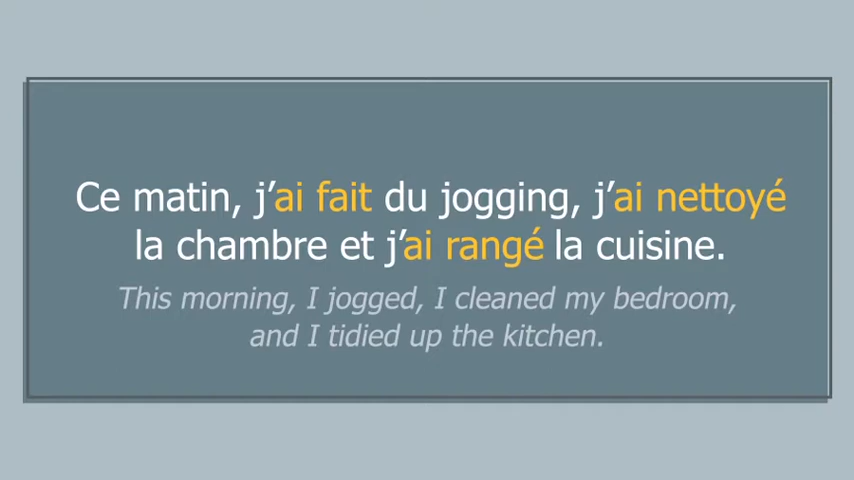 Ce matin, j’ai fait du jogging, j’ai nettoyé
la chambre et j’ai rangé la cuisine.
This morning, I jogged, I cleaned my bedroom,
and I tidied up the kitchen.